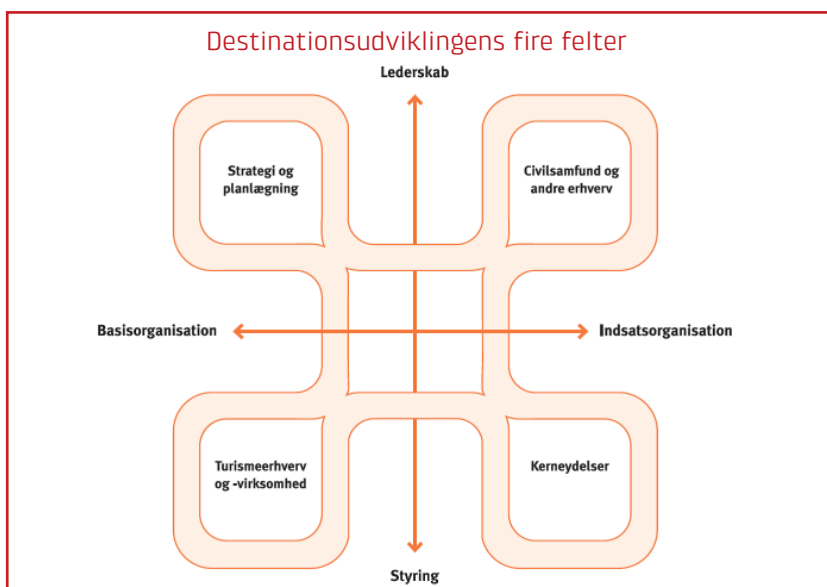 Destinationsudviklingens fire felter
Lederskab
Strategi og
planlægning
Civilsamfund og
andre erhverv
Basisorganisation
Indsatsorganisation
Turismeerhverv
og -virksomhed
Kerneydelser
Styring